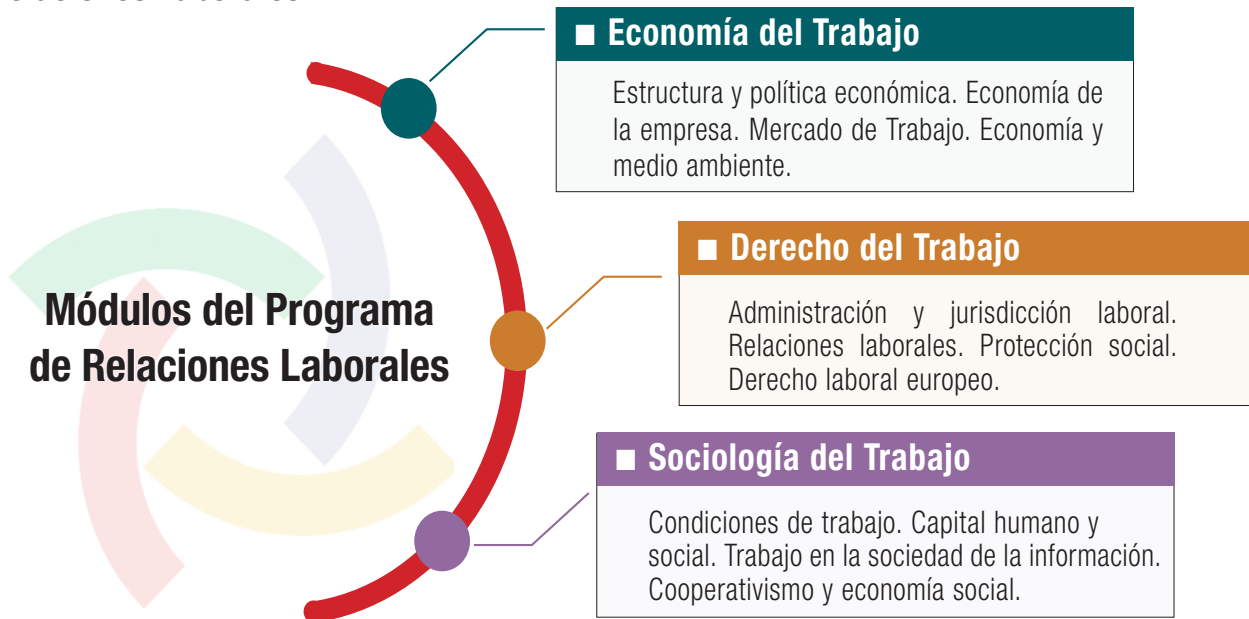 Módulos del Programa
de Relaciones Laborales
■ Economía del Trabajo
Estructura y política económica. Economía de
la empresa. Mercado de Trabajo. Economía y
medio ambiente.
■ Derecho del Trabajo
Administración y jurisdicción laboral.
Relaciones laborales. Protección social.
Derecho laboral europeo.
■ Sociología del Trabajo
Condiciones de trabajo. Capital humano y
social. Trabajo en la sociedad de la información.
Cooperativismo y economía social.